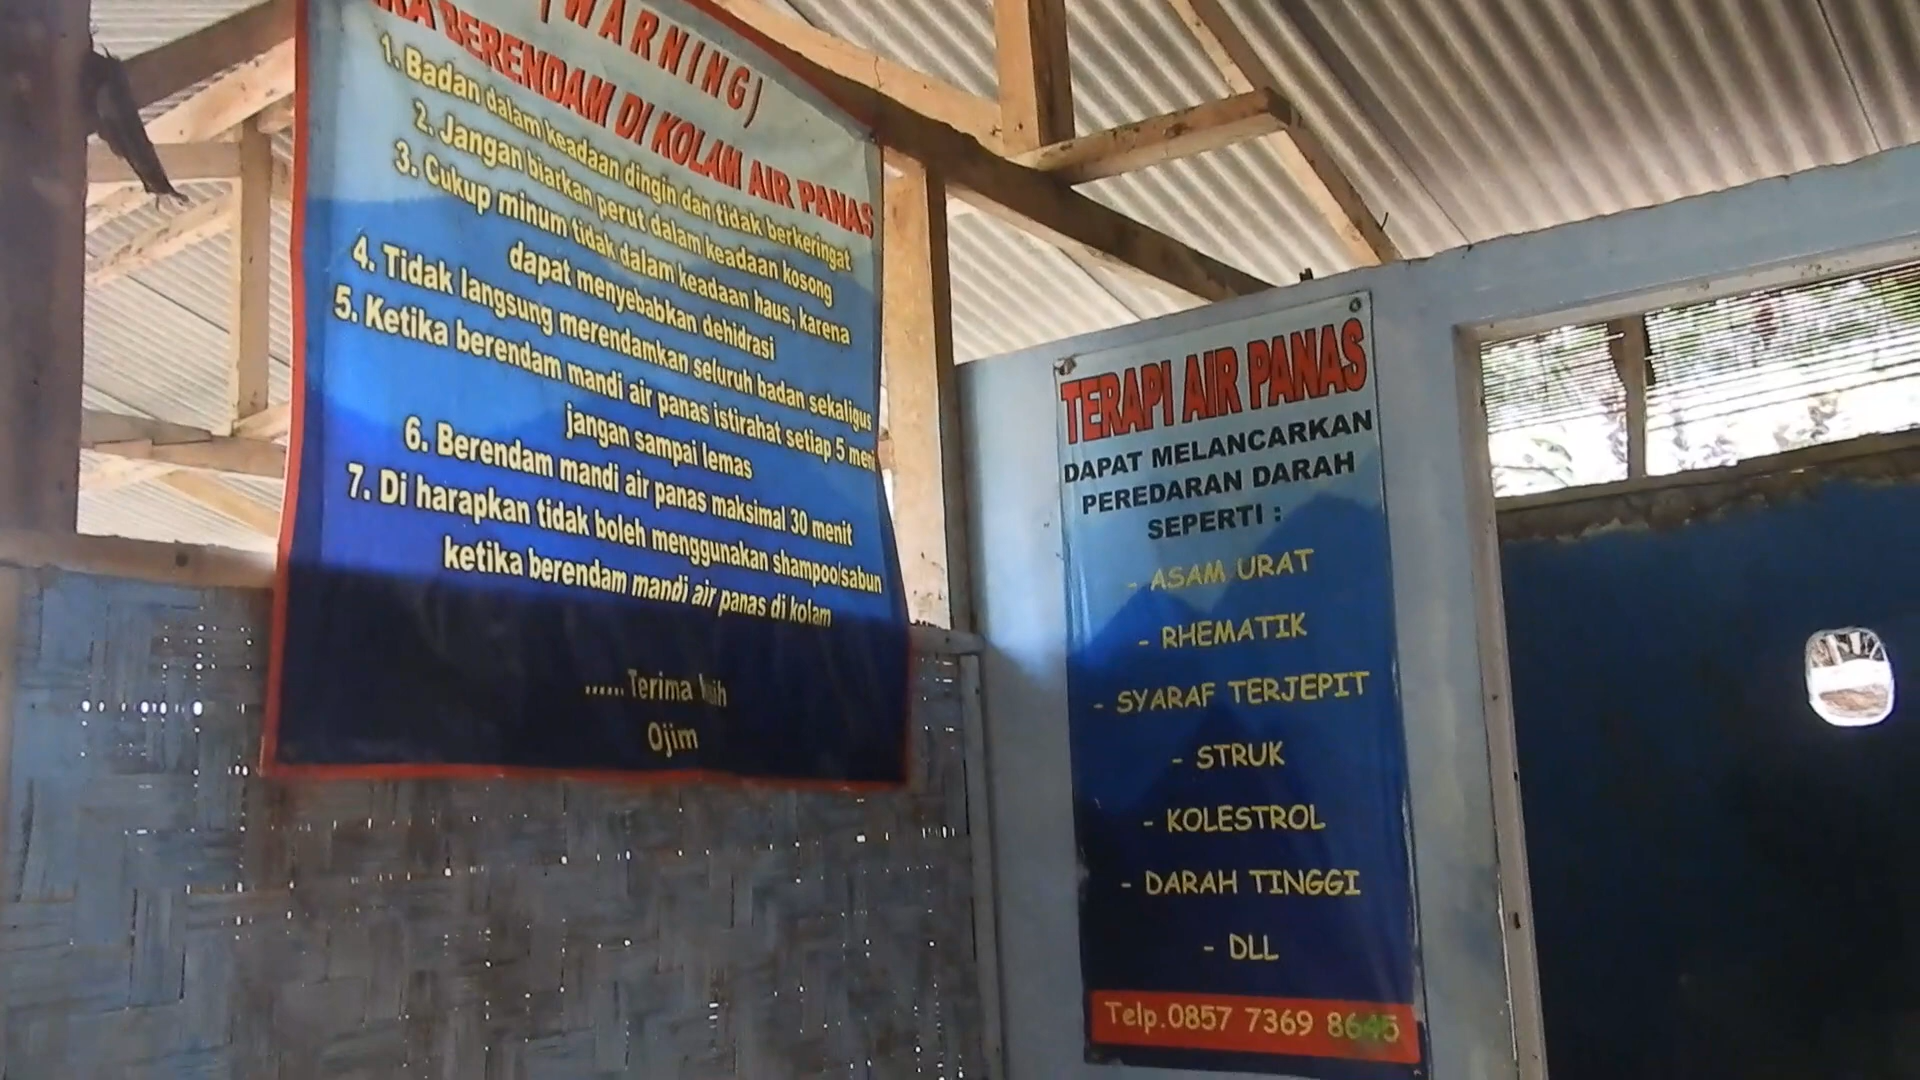 (WARNING)
BERENDAM DI KOLAM AIR PANAS
1. Badan dalam keadaan dingin dan tidak berkeringat
2. Jangan biarkan perut dalam keadaan kosong
3. Cukup minum tidak dalam keadaan haus, karena
dapat menyebabkan dehidrasi
4. Tidak langsung merendamkan seluruh badan sekaligus
5. Ketika berendam mandi air panas istirahat setiap 5
jangan sampai lemas
6. Berendam mandi air panas maksimal 30 menit
7. Di harapkan tidak boleh menggunakan shampoo/sabun
ketika berendam mandi air panas di kolam
...... Terima
Ojim
TERAPI AIR PANAS
DAPAT MELANCARKAN
PEREDARAN DARAH
SEPERTI :
- ASAM URAT
- RHEMATIK
- SYARAF TERJEPIT
- STRUK
- KOLESTROL
- DARAH TINGGI
- DLL
Telp.0857 7369 8645